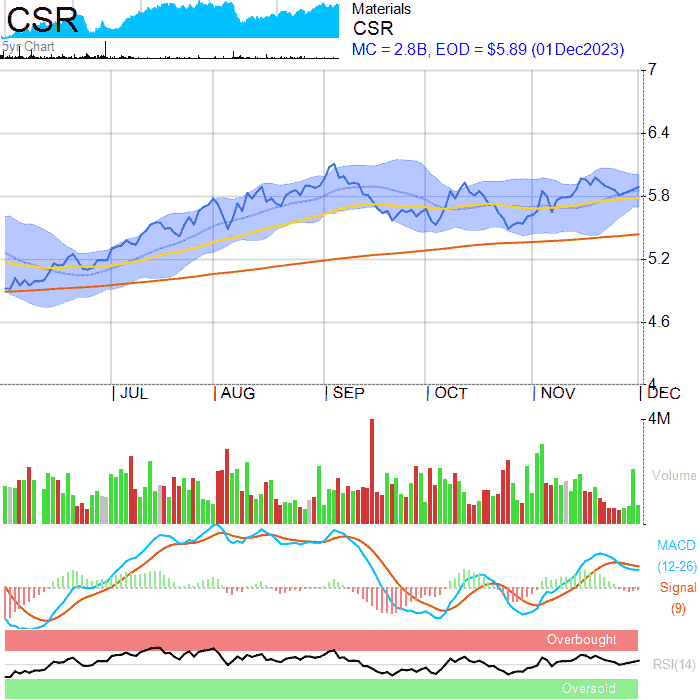 CSR
5yr Chart
Materials
CSR
MC = 2.8B, EOD = $5.89 (01Dec2023)
7
6.4
5.8
5.2
4.6
4
JUL AUG SEP OCT NOV DEC
4M
Volume
MACD
(12-26)
Signal
(9)
Overbought
RSI(14)
Oversold